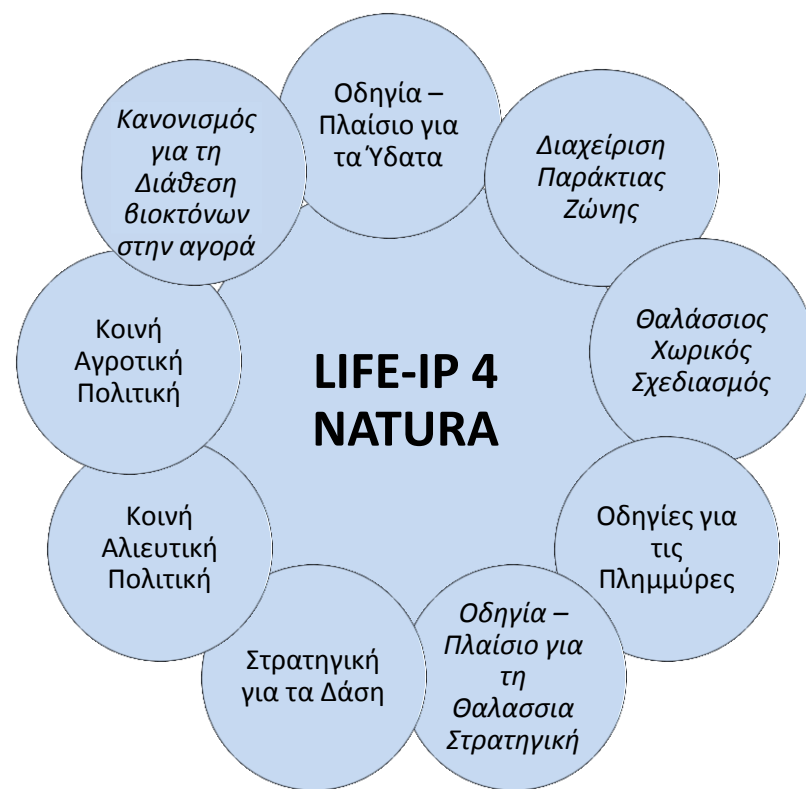 Οδηγία –
Πλαίσιο για
τα Ύδατα
Διαχείριση
Παράκτιας
Ζώνης
Θαλάσσιος
Χωρικός
Σχεδιασμός
Οδηγίες για
τις
Πλημμύρες
Οδηγία –
Πλαίσιο για
τη
Θαλασσια
Στρατηγική
Στρατηγική
για τα Δάση
Κοινή
Αλιευτική
Πολιτική
Κοινή
Αγροτική
Πολιτική
Κανονισμός
για τη
Διάθεση
βιοκτόνων
στην αγορά
LIFE-IP 4
NATURA